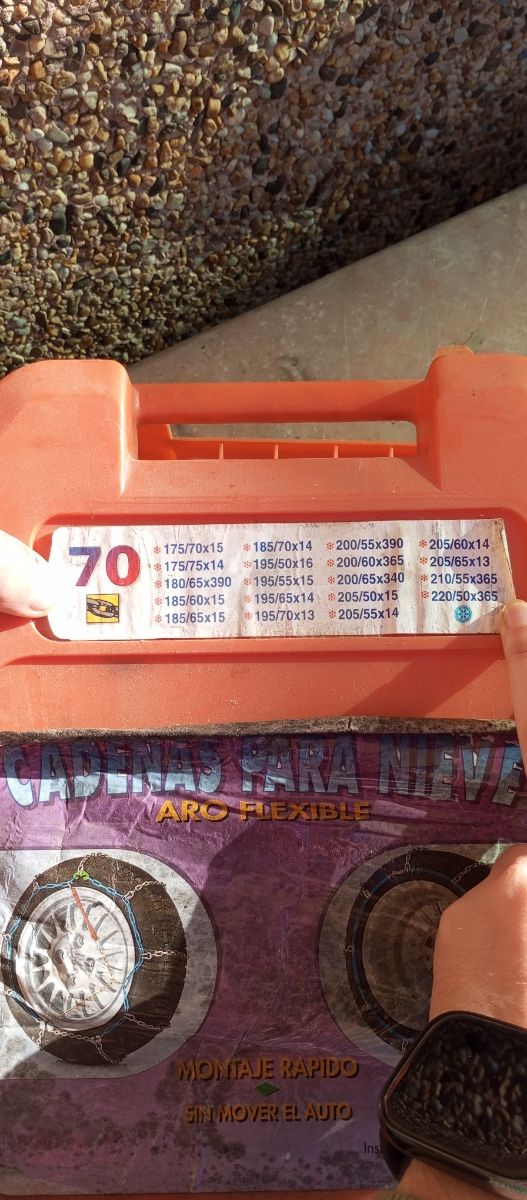 70
175/70x15
175/75x14
180/65x390
185/60x15
185/65x15
185/70x14
195/50x16
195/55x15
195/65x14
195/70x13
200/55x390
200/60x365
200/65x340
205/50x15
205/55x14
205/60x14
205/65x13
210/55x365
220/50x365
CADENAS PARA NIEVE
ARO FLEXIBLE
MONTAJE RAPIDO
SIN MOVER EL AUTO